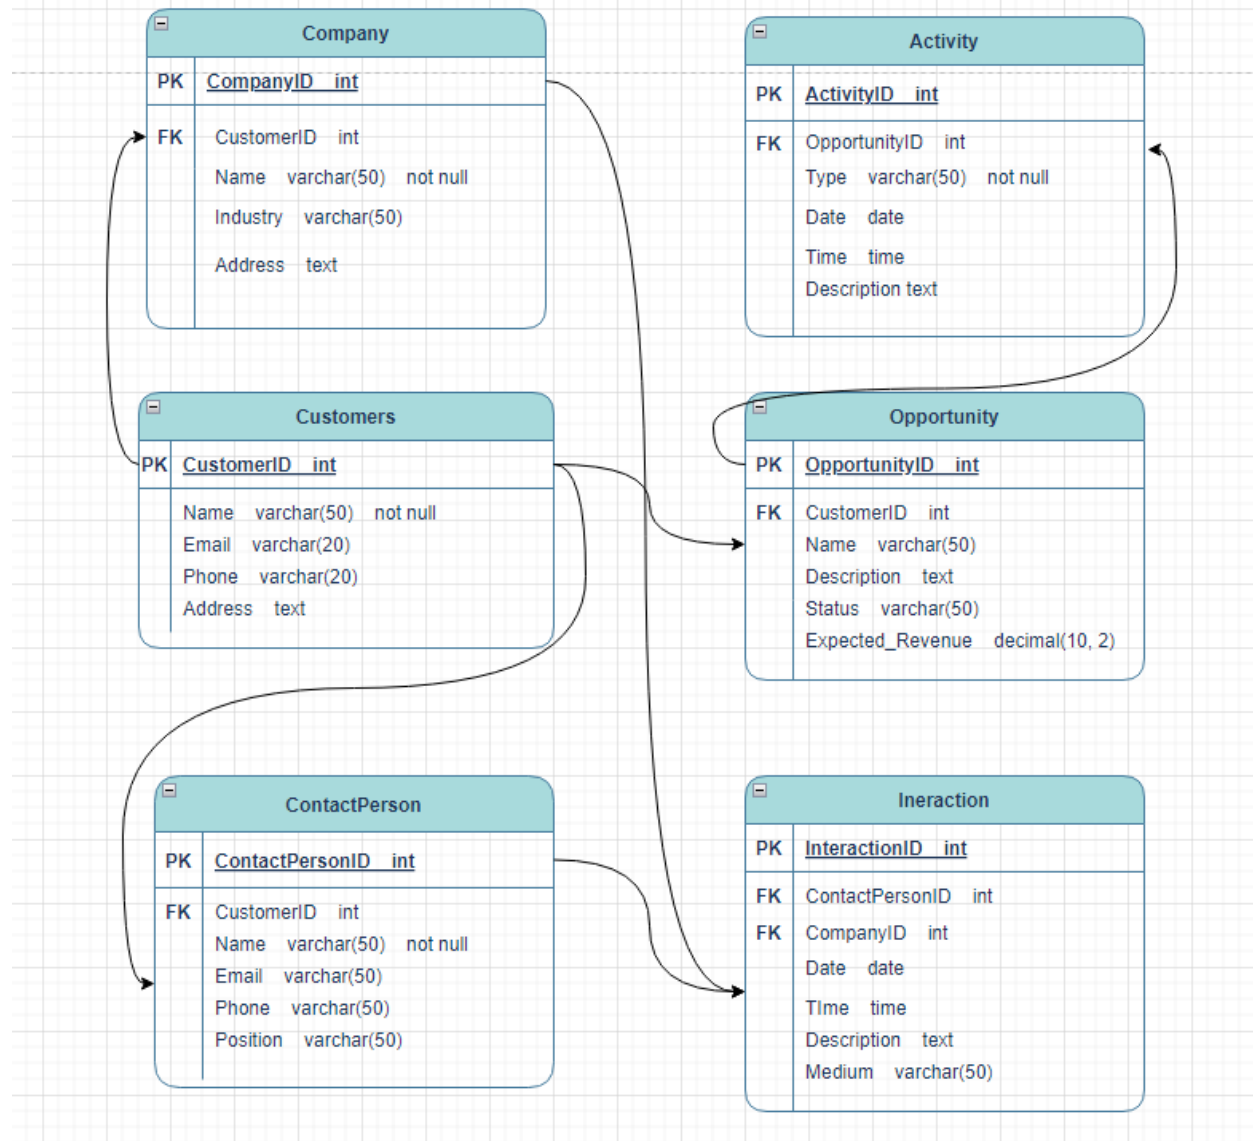 Company
PK CompanyID int
FK CustomerID int
Name varchar(50) not null
Industry varchar(50)
Address text
Activity
PK ActivityID int
FK OpportunityID int
Type varchar(50) not null
Date date
Time time
Description text
Customers
PK CustomerID int
Name varchar(50) not null
Email varchar(20)
Phone varchar(20)
Address text
Opportunity
PK OpportunityID int
FK CustomerID int
Name varchar(50)
Description text
Status varchar(50)
Expected_Revenue decimal(10, 2)
ContactPerson
PK ContactPersonID int
FK CustomerID int
Name varchar(50) not null
Email varchar(50)
Phone varchar(50)
Position varchar(50)
Ineraction
PK InteractionID int
FK ContactPersonID int
FK CompanyID int
Date date
TIme time
Description text
Medium varchar(50)